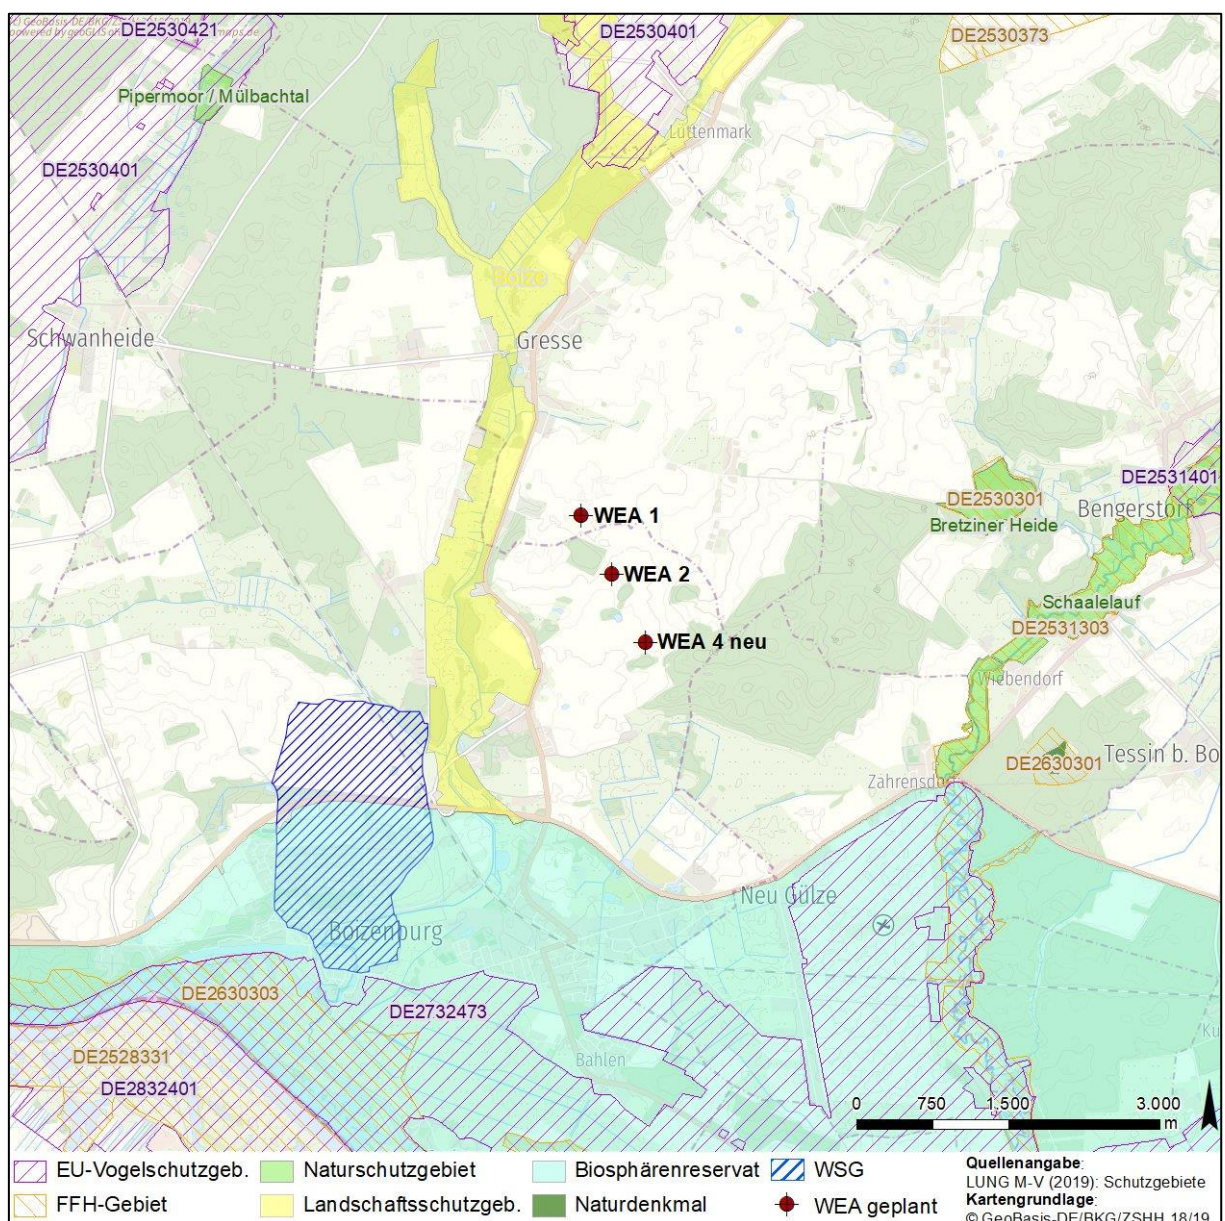 DE2530421
DE2530401
DE2530373
Pipermoor / Mülbachtal
Lüttenmark
DE2530401
Boize
Schwanheide
Gresse
DE2531401
DE2530301
Bengerstorf
WEA 1
Bretziner Heide
WEA 2
Schaalelauf
DE2531303
WEA 4 neu
Wiebendorf
Tessin b. Bo
DE2630301
Zahrensdorf
Neu Gülze
Boizenburg
DE2630303
DE2732473
DE2528331
Bahlen
DE2832401
0 750 1.500 3.000
m
EU-Vogelschutzgeb. Naturschutzgebiet Biosphärenreservat WSG
FFH-Gebiet Landschaftsschutzgeb. Naturdenkmal WEA geplant
Quellenangabe:
LUNG M-V (2019): Schutzgebiete
Kartengrundlage:
© GeoBasis-DE/BKG/ZSHH 18/19